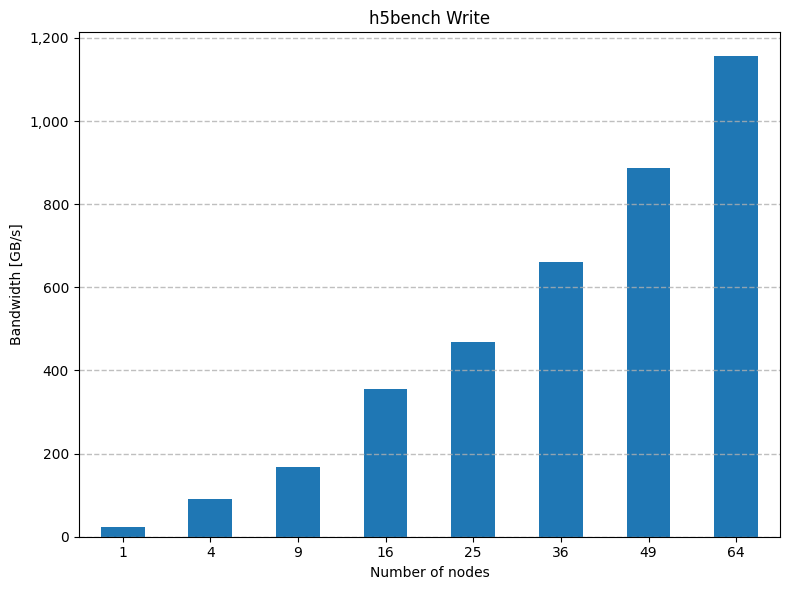 h5bench Write
1,200
1,000
800
600
400
200
0
Bandwidth [GB/s]
1 4 9 16 25 36 49 64
Number of nodes